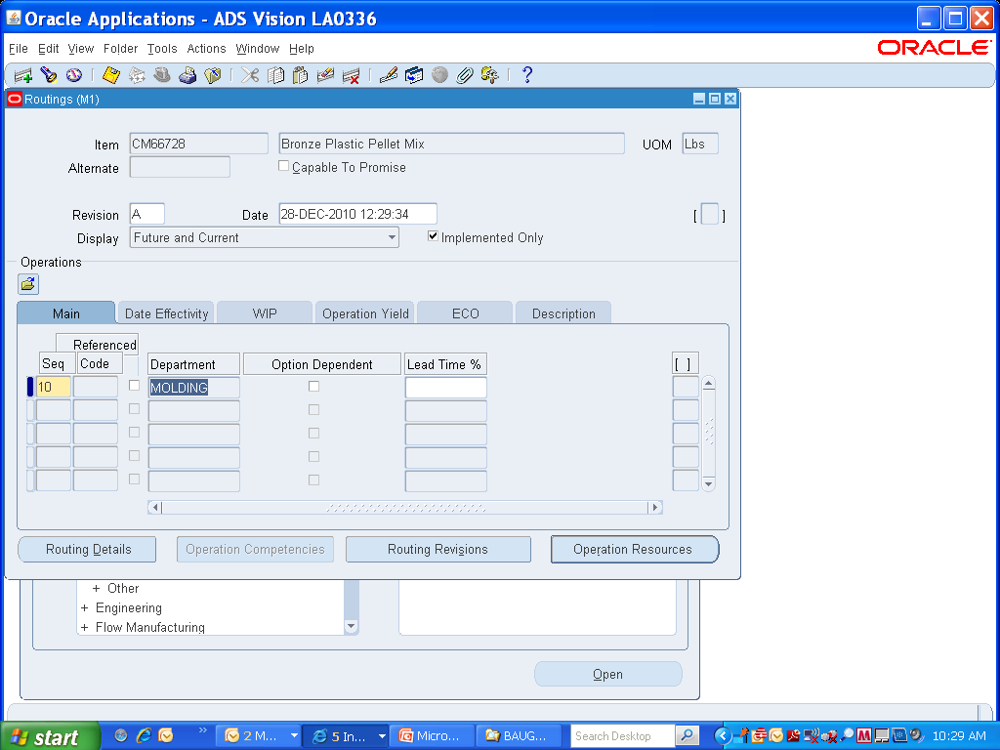 Oracle Applications - ADS Vision LA0336
File Edit View Folder Tools Actions Window Help
ORACLE
?
Routings (M1)
Item CM66728 Bronze Plastic Pellet Mix UOM Lbs
Alternate Capable To Promise
Revision A Date 28-DEC-2010 12:29:34 [ ]
Display Future and Current Implemented Only
Operations
Main Date Effectivity WIP Operation Yield ECO Description
Referenced
Seq Code Department Option Dependent Lead Time % [ ]
10 MOLDING
Routing Details Operation Competencies Routing Revisions Operation Resources
+ Other
+ Engineering
+ Flow Manufacturing
Open
start 2 M... 5 In... Micro... BAUG... Search Desktop 10:29 AM